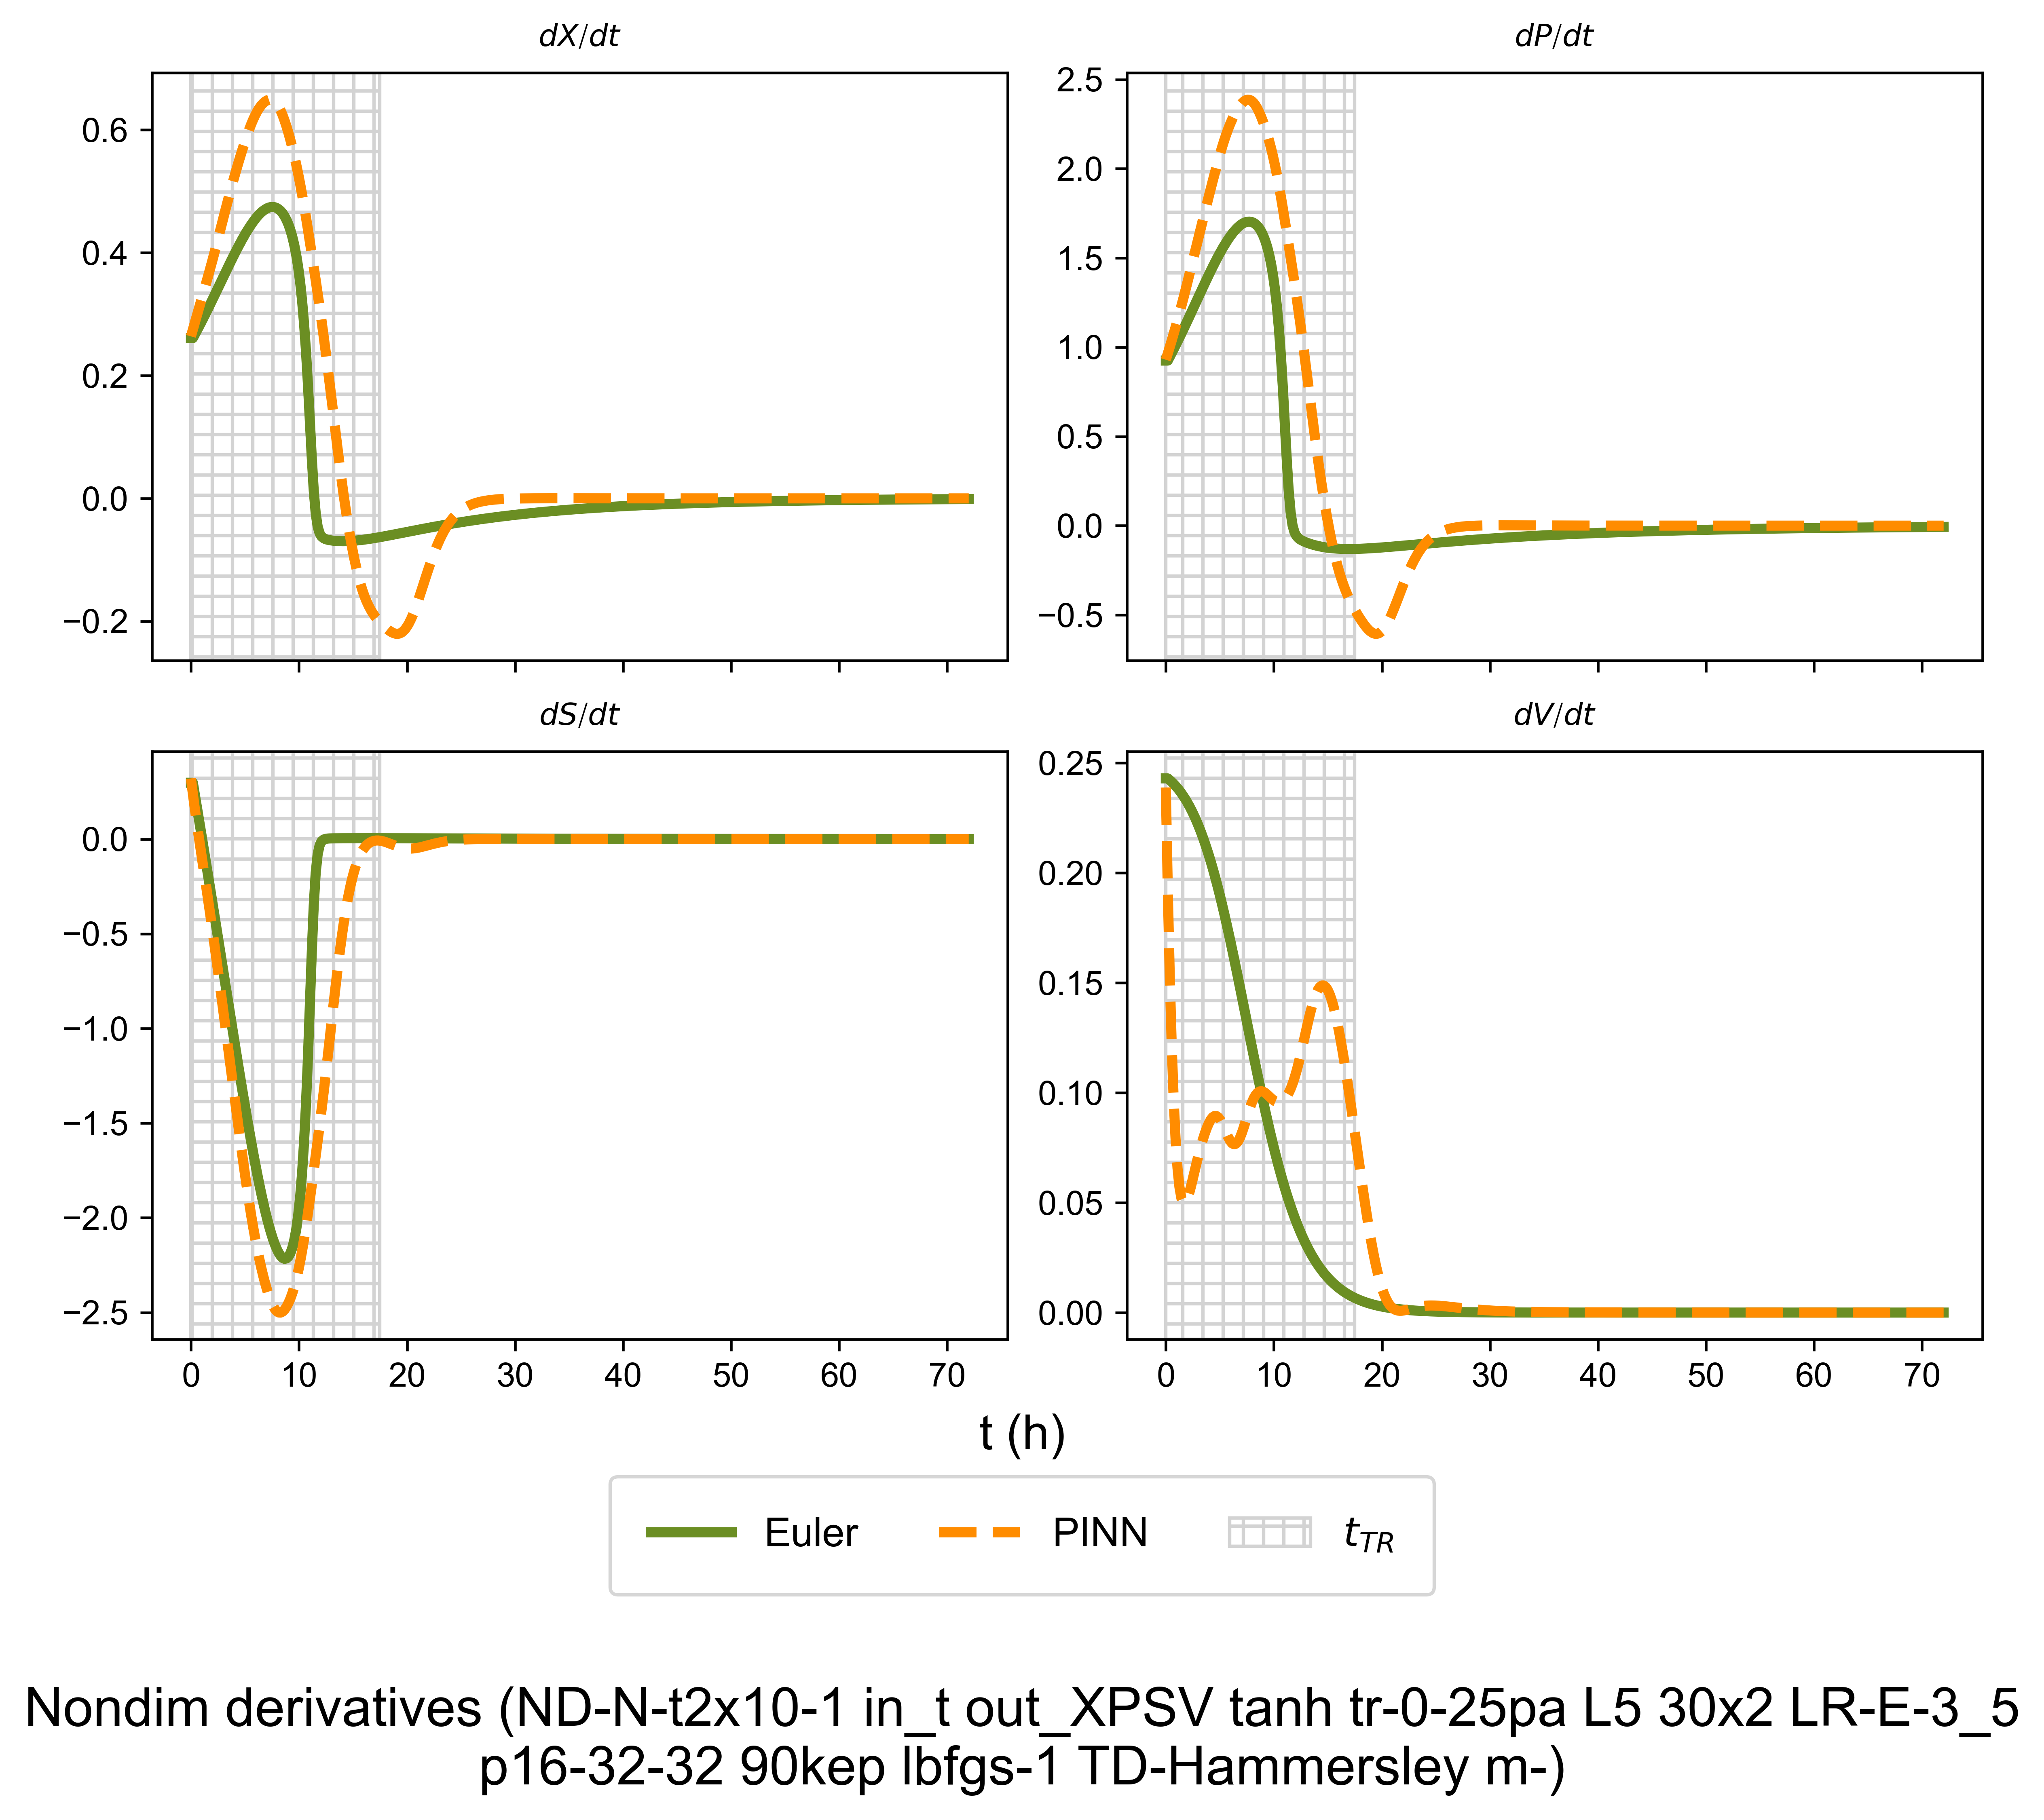 dX/dt
dP/dt
0.6
0.4
0.2
0.0
−0.2
2.5
2.0
1.5
1.0
0.5
0.0
−0.5
dS/dt
dV/dt
0.0
−0.5
−1.0
−1.5
−2.0
−2.5
0 10 20 30 40 50 60 70
0.25
0.20
0.15
0.10
0.05
0.00
0 10 20 30 40 50 60 70
t (h)
Euler PINN t_TR
Nondim derivatives (ND-N-t2x10-1 in_t out_XPSV tanh tr-0-25pa L5 30x2 LR-E-3_5
p16-32-32 90kep lbfgs-1 TD-Hammersley m-)